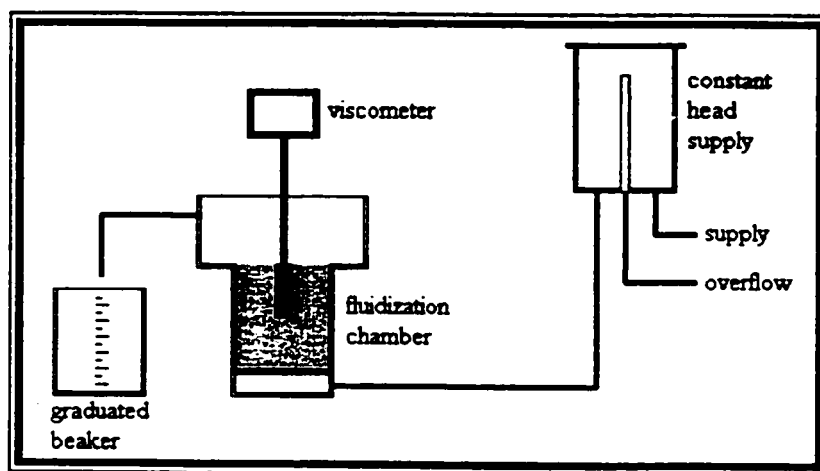 constant
head
supply
viscometer
supply
overflow
fluidization
chamber
graduated
beaker